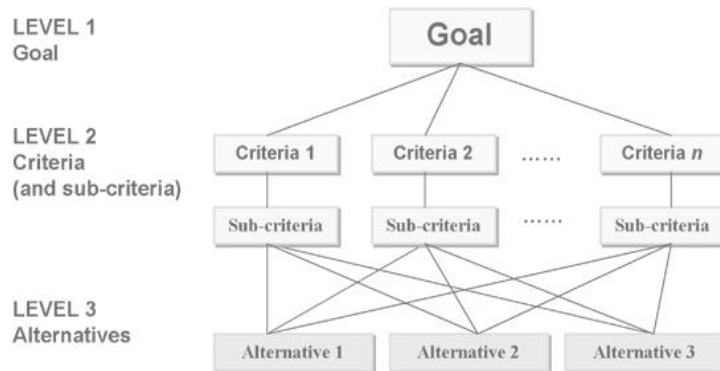 LEVEL 1
Goal
Goal
LEVEL 2
Criteria
(and sub-criteria)
Criteria 1
Criteria 2
......
Criteria n
Sub-criteria
Sub-criteria
......
Sub-criteria
LEVEL 3
Alternatives
Alternative 1
Alternative 2
Alternative 3